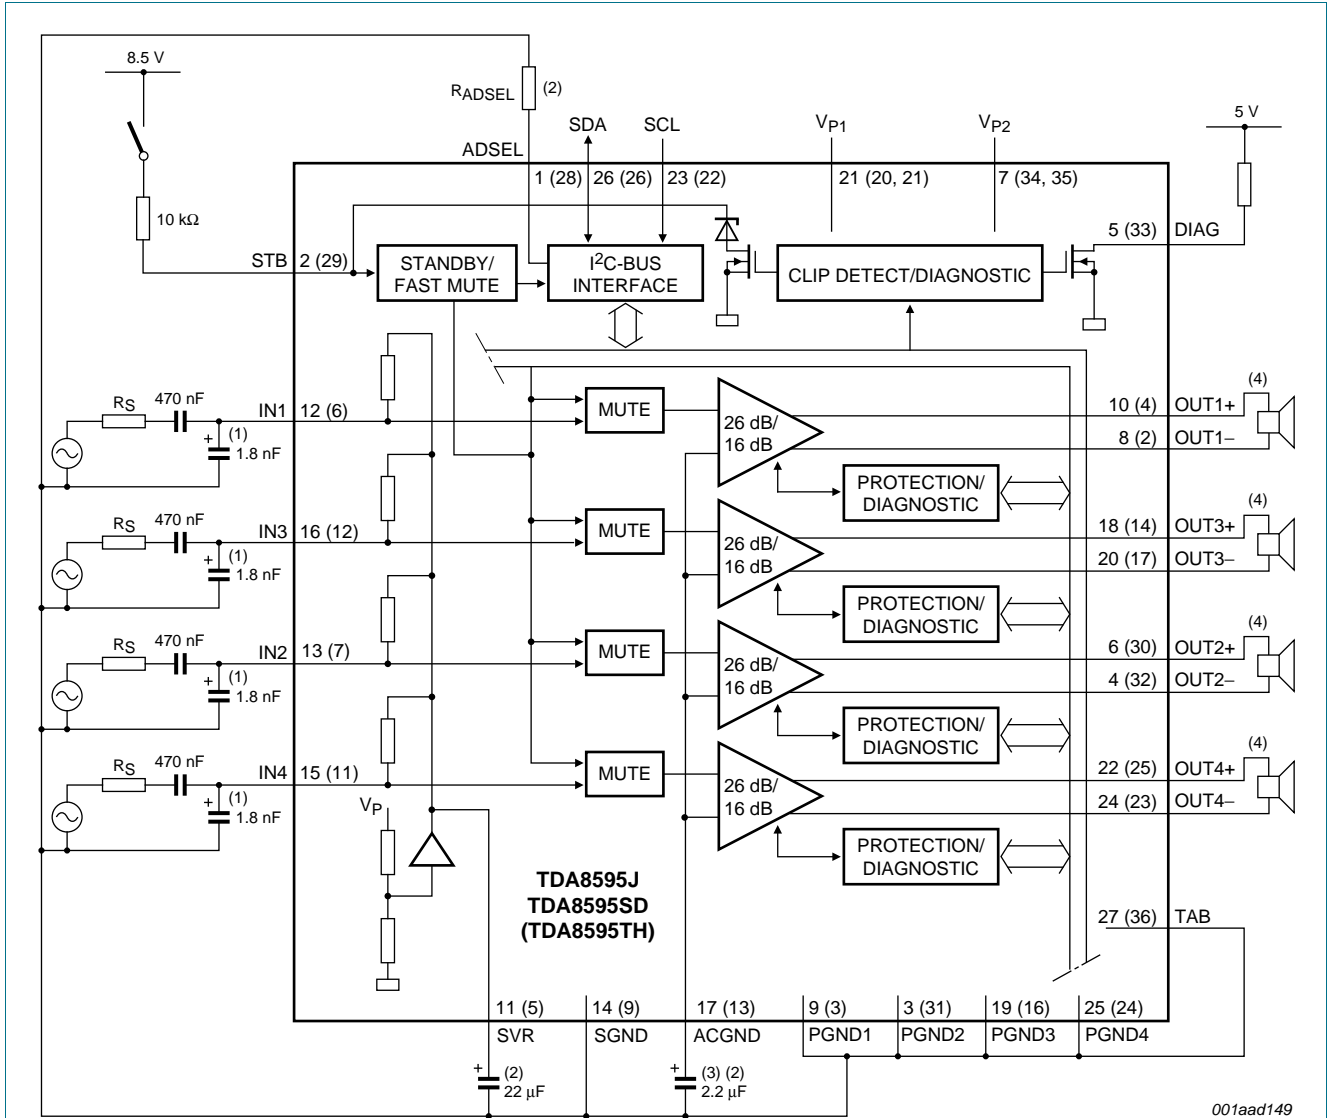 8.5 V
RADSEL
(2)
SDA
SCL
VP1
VP2
5 V
ADSEL
1 (28)
26 (26)
23 (22)
21 (20, 21)
7 (34, 35)
10 kΩ
5 (33)
DIAG
STB
2 (29)
STANDBY/
FAST MUTE
I2C-BUS
INTERFACE
CLIP DETECT/DIAGNOSTIC
RS
470 nF
IN1
12 (6)
+
(1)
1.8 nF
MUTE
26 dB/
16 dB
10 (4)
OUT1+
8 (2)
OUT1−
(4)
PROTECTION/
DIAGNOSTIC
RS
470 nF
IN3
16 (12)
+
(1)
1.8 nF
MUTE
26 dB/
16 dB
18 (14)
OUT3+
20 (17)
OUT3−
(4)
PROTECTION/
DIAGNOSTIC
RS
470 nF
IN2
13 (7)
+
(1)
1.8 nF
MUTE
26 dB/
16 dB
6 (30)
OUT2+
4 (32)
OUT2−
(4)
PROTECTION/
DIAGNOSTIC
RS
470 nF
IN4
15 (11)
+
(1)
1.8 nF
MUTE
26 dB/
16 dB
22 (25)
OUT4+
24 (23)
OUT4−
(4)
PROTECTION/
DIAGNOSTIC
VP
TDA8595J
TDA8595SD
(TDA8595TH)
27 (36)
TAB
11 (5)
14 (9)
17 (13)
9 (3)
3 (31)
19 (16)
25 (24)
SVR
SGND
ACGND
PGND1
PGND2
PGND3
PGND4
+
(2)
22 μF
+
(3) (2)
2.2 μF
001aad149